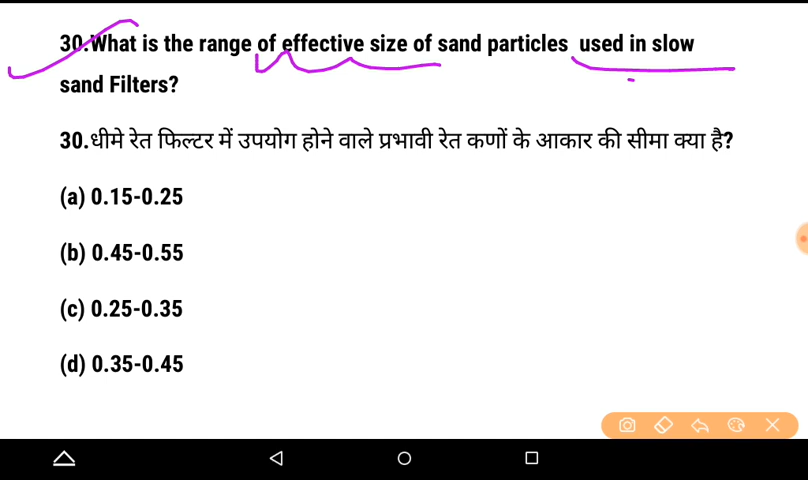 30.What is the range of effective size of sand particles used in slow
sand Filters?
30.धीमे रेत फिल्टर में उपयोग होने वाले प्रभावी रेत कणों के आकार की सीमा क्या है?
(a) 0.15-0.25
(b) 0.45-0.55
(c) 0.25-0.35
(d) 0.35-0.45